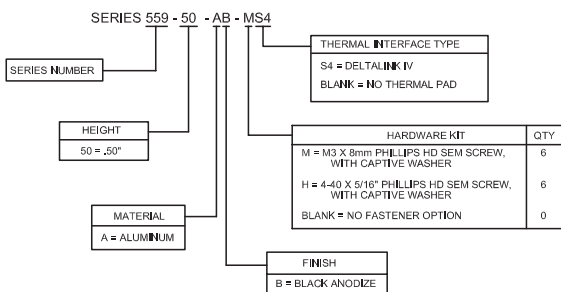 SERIES 559 - 50 - AB - MS4
THERMAL INTERFACE TYPE
S4 = DELTALINK IV
BLANK = NO THERMAL PAD
SERIES NUMBER
HEIGHT
50 = .50"
HARDWARE KIT QTY
M = M3 X 8mm PHILLIPS HD SEM SCREW, 6
WITH CAPTIVE WASHER
H = 4-40 X 5/16" PHILLIPS HD SEM SCREW, 6
WITH CAPTIVE WASHER
BLANK = NO FASTENER OPTION 0
MATERIAL
A = ALUMINUM
FINISH
B = BLACK ANODIZE